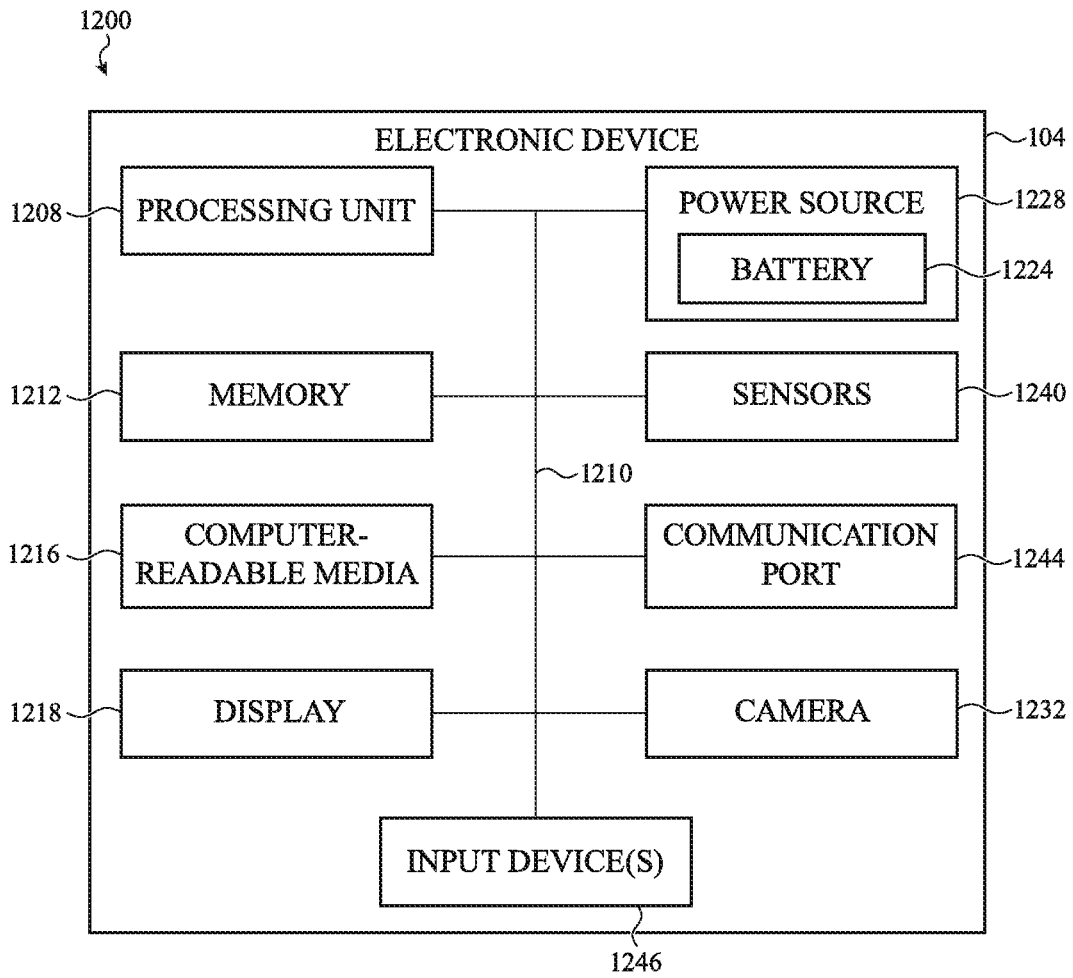 1200
ELECTRONIC DEVICE
104
1208
PROCESSING UNIT
POWER SOURCE
1228
BATTERY
1224
1212
MEMORY
SENSORS
1240
1210
1216
COMPUTER-
READABLE MEDIA
COMMUNICATION
PORT
1244
1218
DISPLAY
CAMERA
1232
INPUT DEVICE(S)
1246